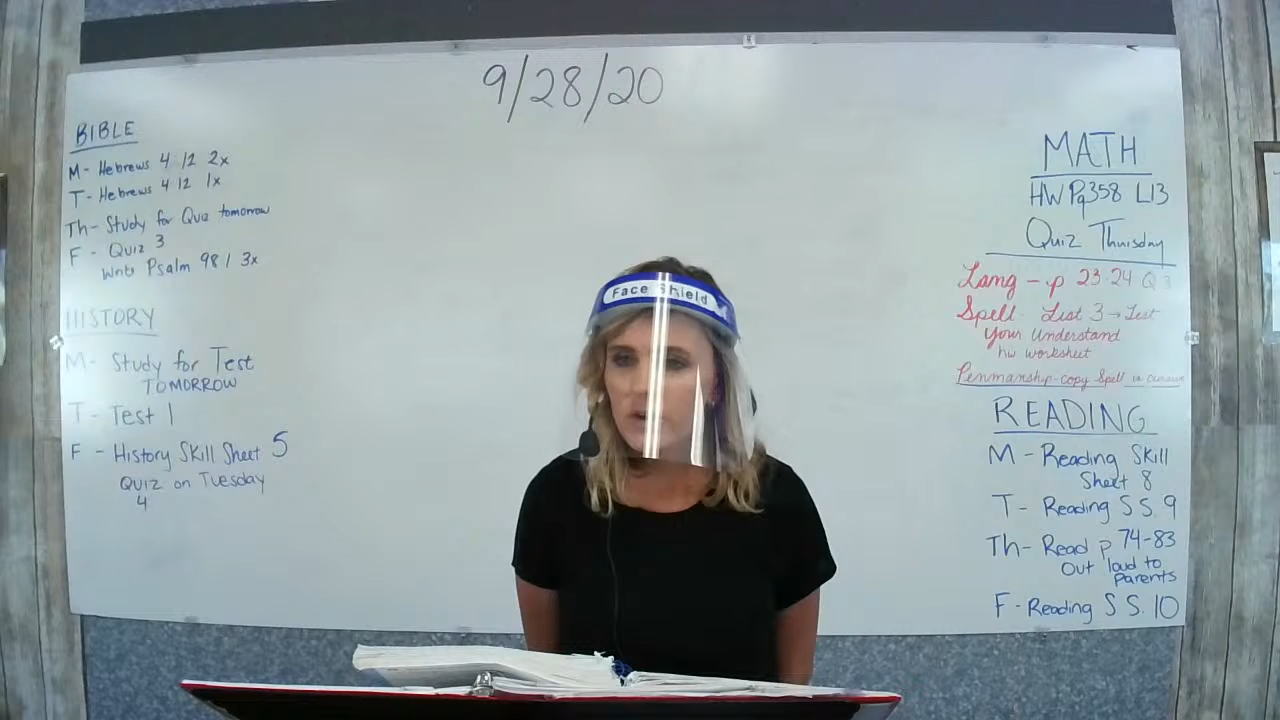 9/28/20
BIBLE
M- Hebrews 4 12 2x
T- Hebrews 4 12 1x
Th- Study for Quiz tomorrow
F - Quiz 3
Write Psalm 98 1 3x
HISTORY
M- Study for Test
TOMORROW
T- Test 1
F - History Skill Sheet 5
Quiz on Tuesday
4
Face Shield
MATH
HW Pg358 L13
Quiz Thursday
Lang - p 23-24 Q 3
Spell List 3 → Test
Your Understand
hw worksheet
Penmanship-copy Spell in cursive
READING
M- Reading Skill
Sheet 8
T- Reading S S. 9
Th- Read p 74-83
Out loud to
parents
F- Reading S S. 10